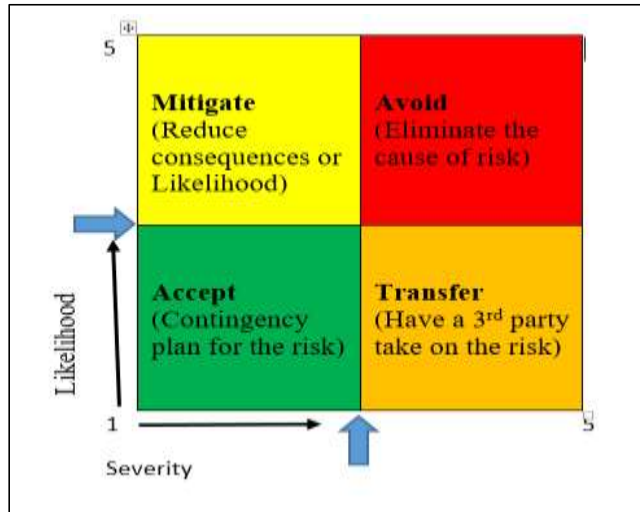 5
Mitigate
(Reduce
consequences or
Likelihood)
Avoid
(Eliminate the
cause of risk)
Accept
(Contingency
plan for the risk)
Transfer
(Have a 3rd party
take on the risk)
Likelihood
1
5
Severity